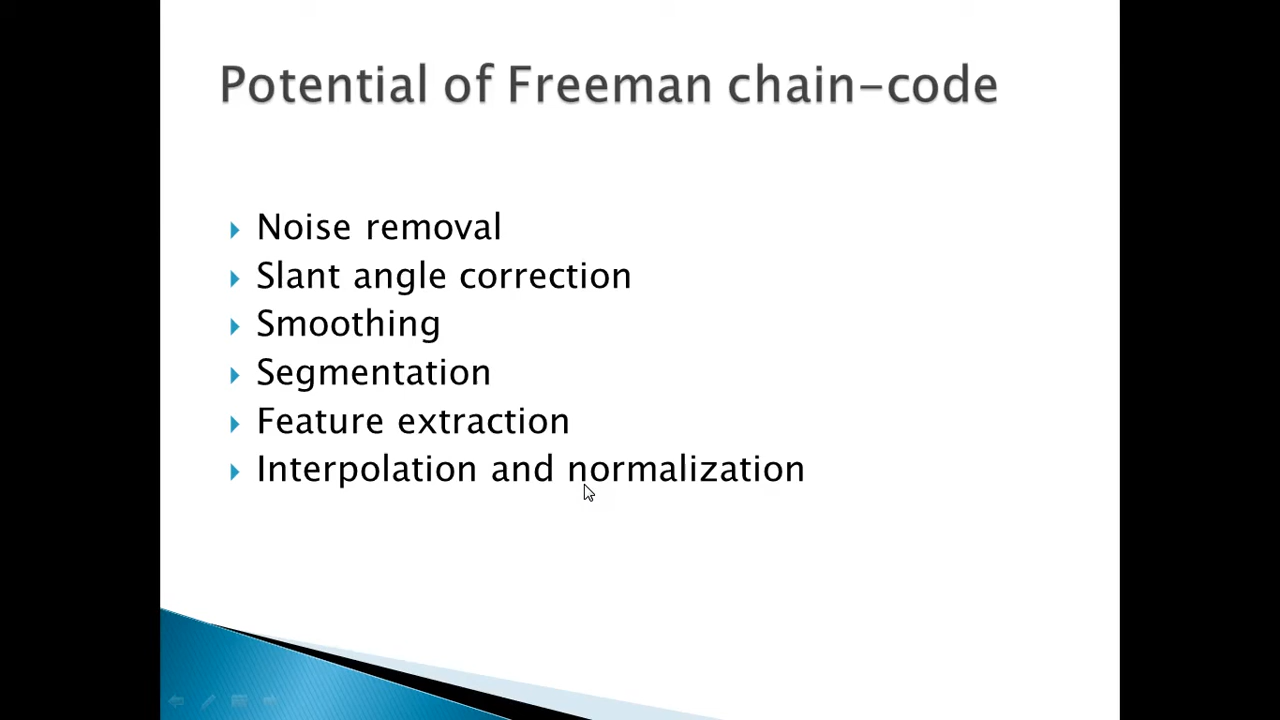 Potential of Freeman chain-code
Noise removal
Slant angle correction
Smoothing
Segmentation
Feature extraction
Interpolation and normalization